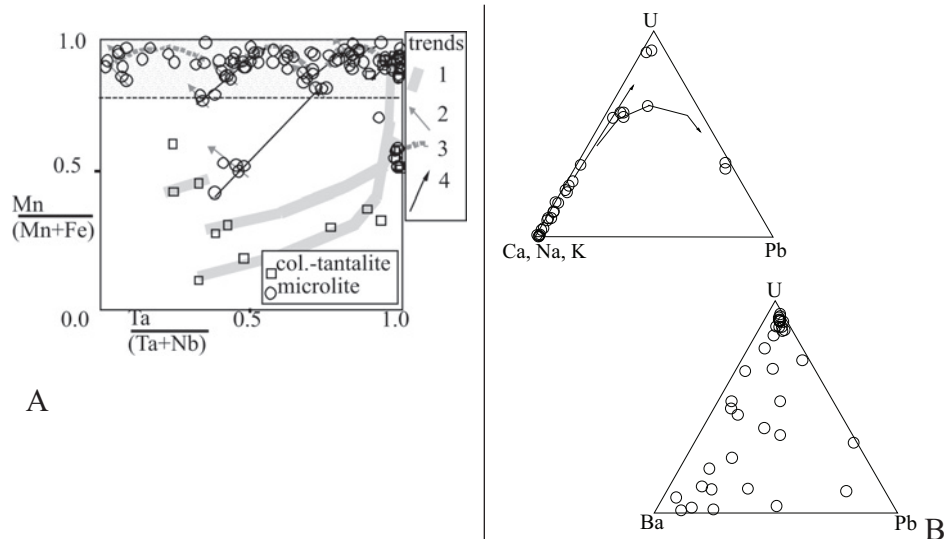 1.0
trends
1
2
3
4
0.5
Mn
(Mn+Fe)
col.-tantalite
microlite
0.0
Ta
(Ta+Nb)
0.5
1.0
A
U
Ca, Na, K
Pb
U
Ba
Pb
B